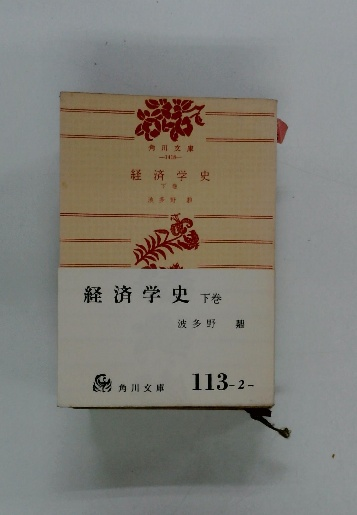 角川文庫
経済学史
下巻
波多野 鼎
経済学史 下巻
波多野 鼎
角川文庫 113-2-